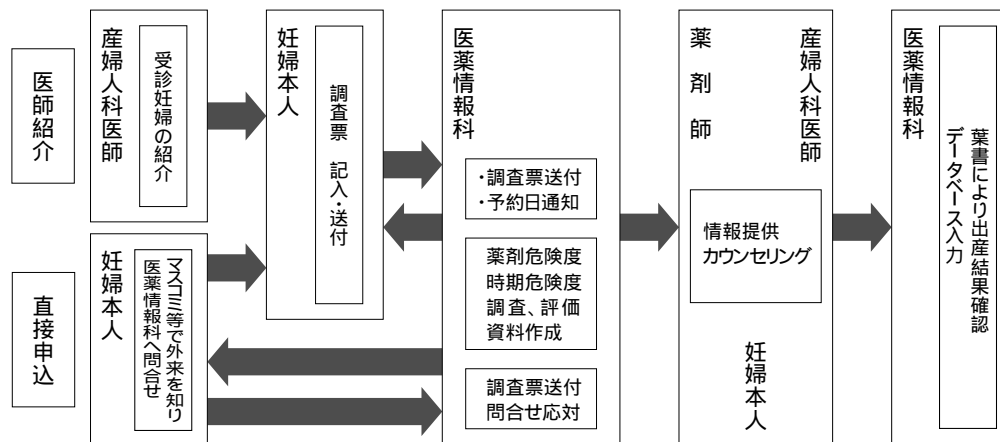 医師紹介
産婦人科医師
受診妊婦の紹介
直接申込
妊婦本人
マスコミ等で外来を知り
医薬情報科へ問合せ
妊婦本人
調査票 記入・送付
医薬情報科
・調査票送付
・予約日通知
薬剤危険度
時期危険度
調査、評価
資料作成
調査票送付
問合せ応対
薬剤師
産婦人科医師
情報提供
カウンセリング
妊婦本人
医薬情報科
葉書により出産結果確認
データベース入力